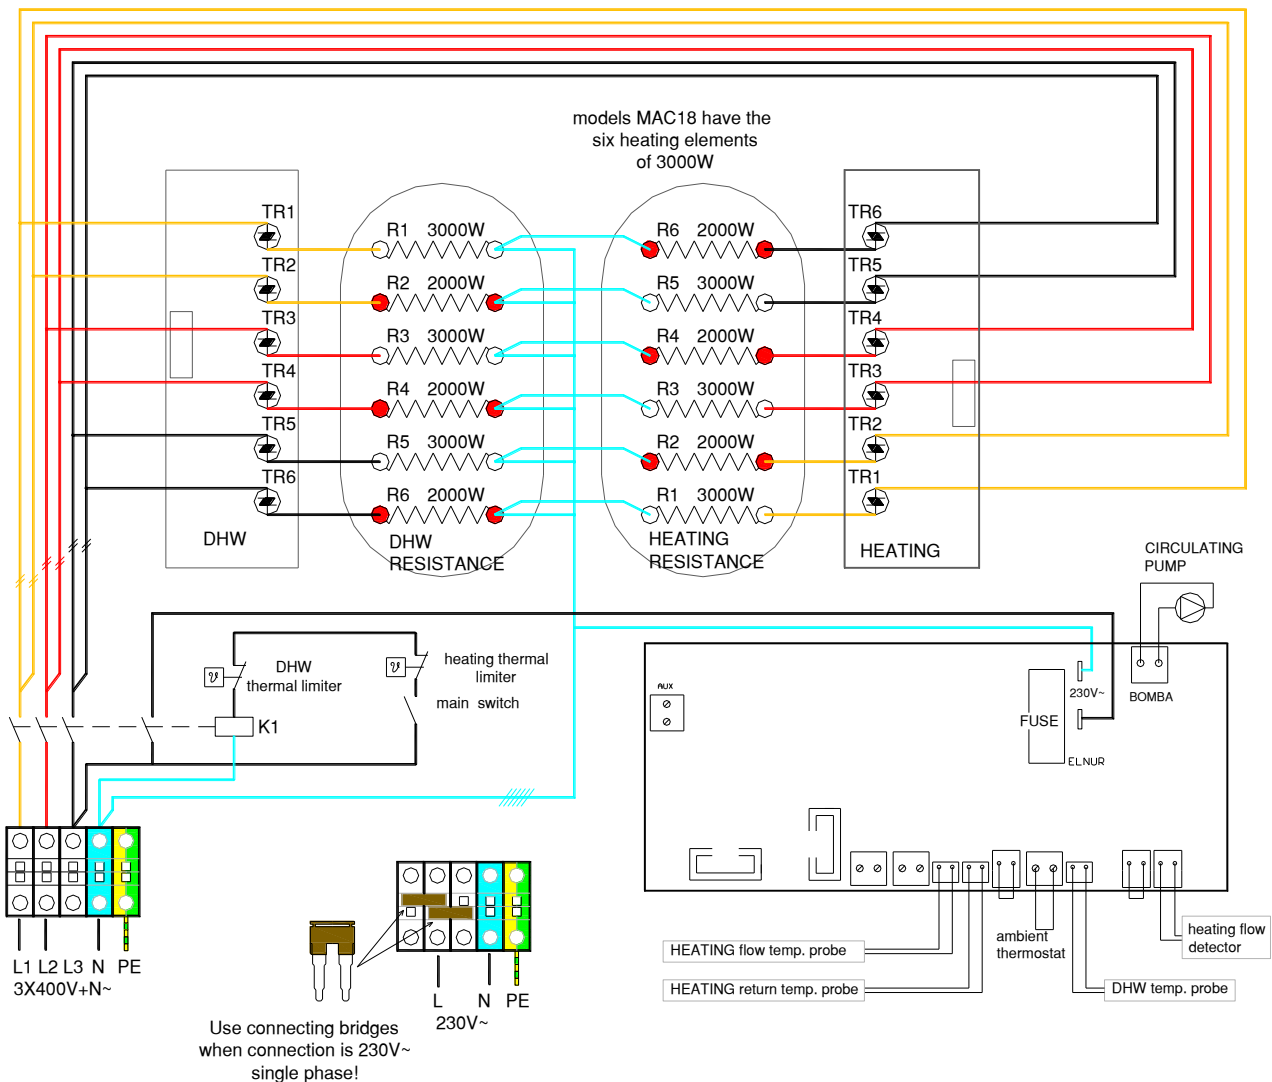 models MAC18 have the
six heating elements
of 3000W
TR1
TR2
TR3
TR4
TR5
TR6
DHW
R1 3000W
R2 2000W
R3 3000W
R4 2000W
R5 3000W
R6 2000W
DHW
RESISTANCE
R6 2000W
R5 3000W
R4 2000W
R3 3000W
R2 2000W
R1 3000W
HEATING
RESISTANCE
TR6
TR5
TR4
TR3
TR2
TR1
HEATING
CIRCULATING
PUMP
DHW
thermal limiter
heating thermal
limiter
main switch
K1
AUX
FUSE
230V~
BOMBA
ELNUR
L1 L2 L3 N PE
3X400V+N~
L N PE
230V~
Use connecting bridges
when connection is 230V~
single phase!
HEATING flow temp. probe
HEATING return temp. probe
ambient
thermostat
heating flow
detector
DHW temp. probe